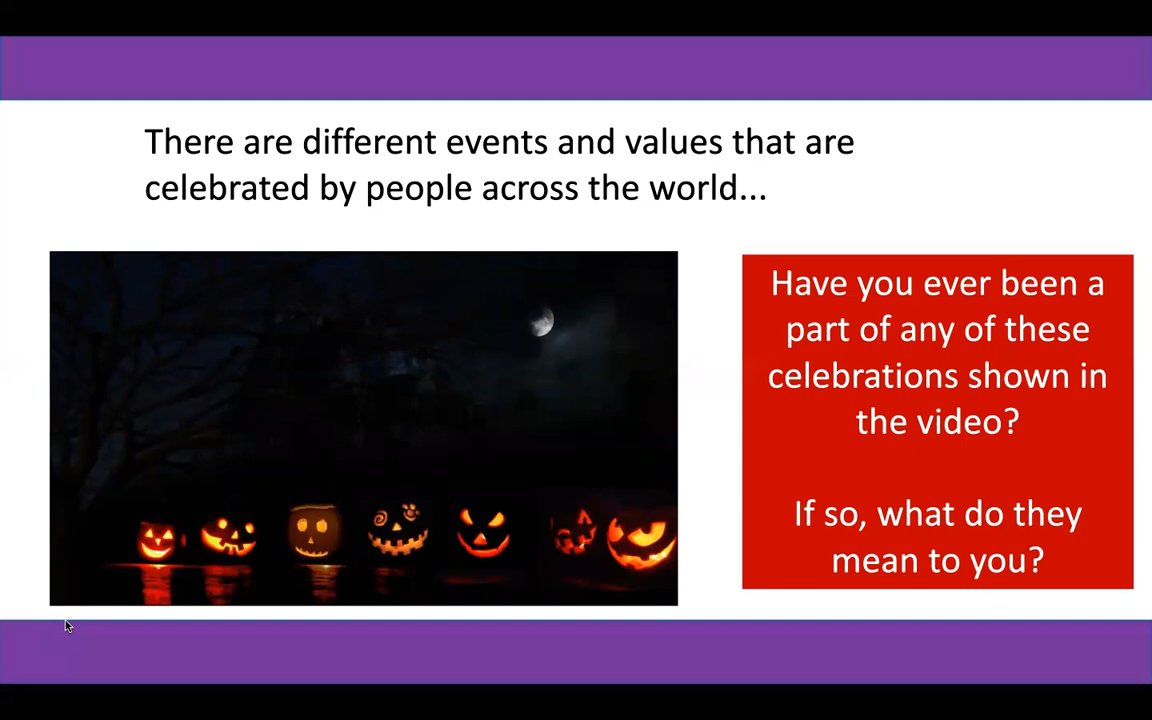 There are different events and values that are
celebrated by people across the world...
Have you ever been a
part of any of these
celebrations shown in
the video?
If so, what do they
mean to you?